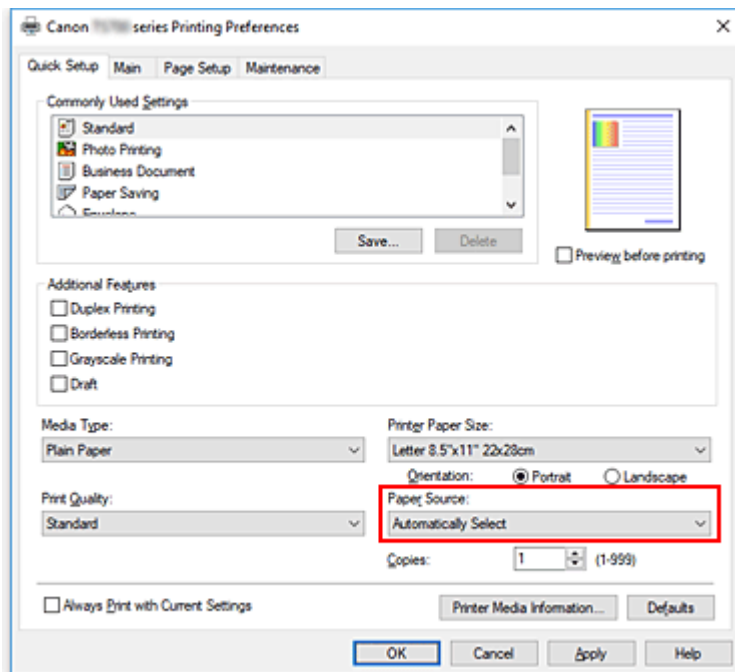 Canon series Printing Preferences
Quick Setup Main Page Setup Maintenance
Commonly Used Settings
Standard
Photo Printing
Business Document
Paper Saving
Envelope
Save... Delete
Preview before printing
Additional Features
Duplex Printing
Borderless Printing
Grayscale Printing
Draft
Media Type: Printer Paper Size:
Plain Paper Letter 8.5"x11" 22x28cm
Orientation: Portrait Landscape
Print Quality: Paper Source:
Standard Automatically Select
Copies: 1 (1-999)
Always Print with Current Settings Printer Media Information... Defaults
OK Cancel Apply Help